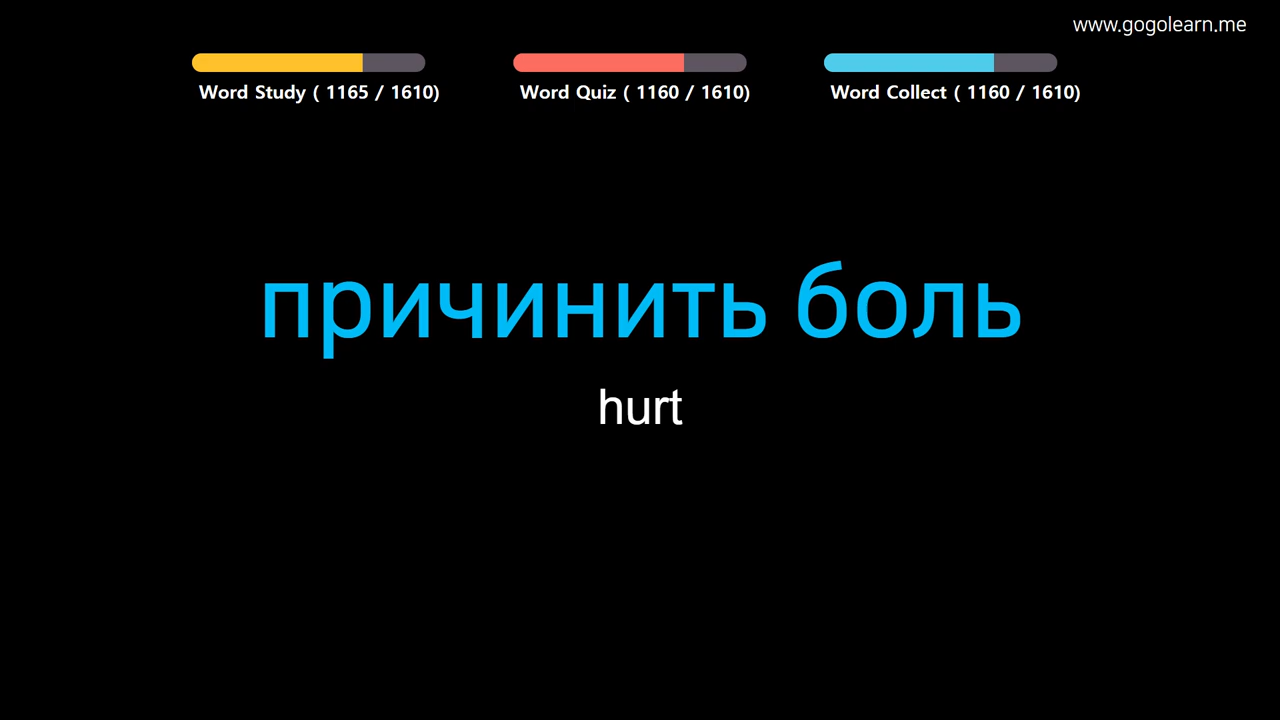 www.gogolearn.me
Word Study ( 1165 / 1610)
Word Quiz ( 1160 / 1610)
Word Collect ( 1160 / 1610)
причинить боль
hurt